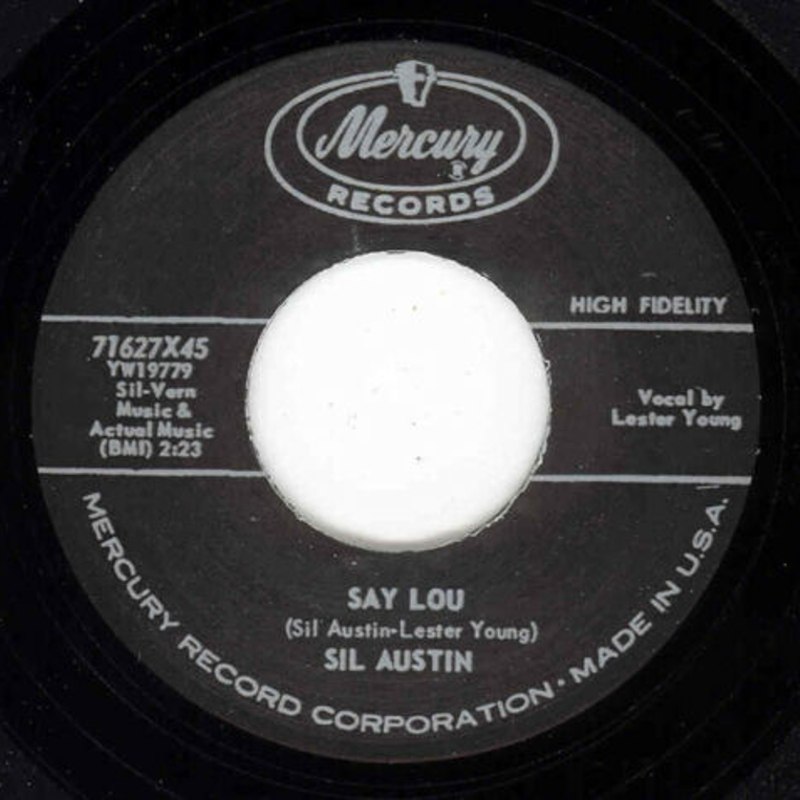 Mercury
®
RECORDS
HIGH FIDELITY
71627X45
YW19779
Sil-Vern
Music &
Actual Music
(BMI) 2:23
Vocal by
Lester Young
SAY LOU
(Sil Austin-Lester Young)
SIL AUSTIN
MERCURY RECORD CORPORATION • MADE IN U.S.A.